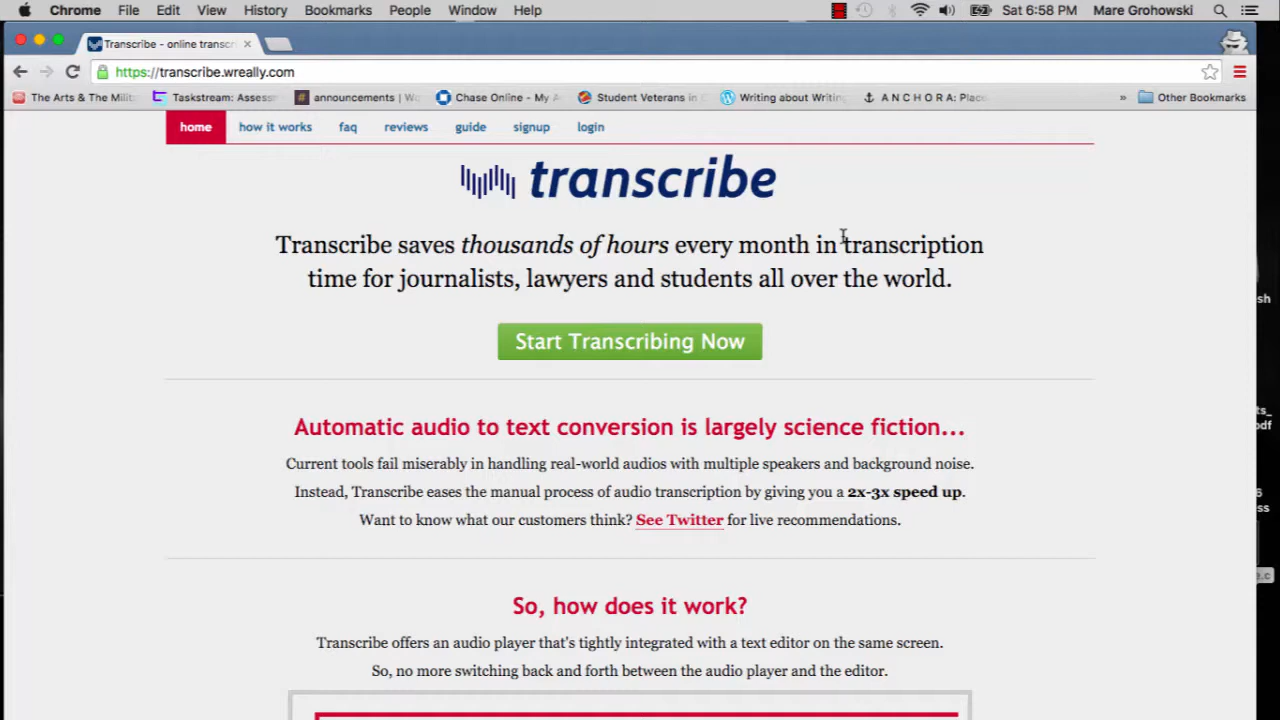 Chrome File Edit View History Bookmarks People Window Help Sat 6:58 PM Mare Grohowski
Transcribe - online transcr
https://transcribe.wreally.com
The Arts & The Milit Taskstream: Assess announcements | W Chase Online - My A Student Veterans in Writing about Writin A N C H O R A: Place » Other Bookmarks
home how it works faq reviews guide signup login
transcribe
Transcribe saves thousands of hours every month in transcription
time for journalists, lawyers and students all over the world.
sh
Start Transcribing Now
Automatic audio to text conversion is largely science fiction...
ts_
df
Current tools fail miserably in handling real-world audios with multiple speakers and background noise.
Instead, Transcribe eases the manual process of audio transcription by giving you a 2x-3x speed up.
6
ss
Want to know what our customers think? See Twitter for live recommendations.
e.c
So, how does it work?
Transcribe offers an audio player that's tightly integrated with a text editor on the same screen.
So, no more switching back and forth between the audio player and the editor.